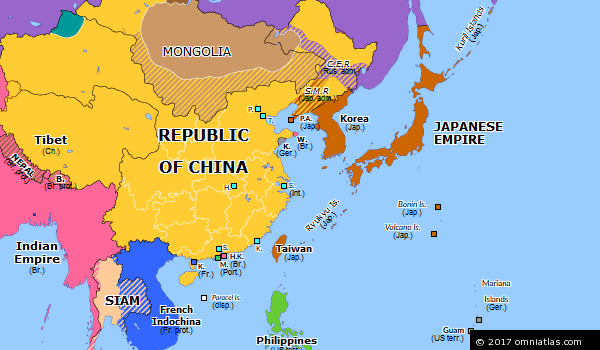 MONGOLIA
Kuril Islands
(Jap.)
C.E.R.
(Rus. adm.)
S.M.R.
(Jap. adm.)
P.
T.
P.A.
(Jap.)
Korea
(Jap.)
JAPANESE
EMPIRE
REPUBLIC
OF CHINA
Tibet
(Ch.)
K.
(Ger.)
W.
(Br.)
NEPAL
(Br. prot.)
B.
(Br. prot.)
H.
S.
(Int.)
Ryukyu Is.
(Jap.)
Bonin Is.
(Jap.)
Volcano Is.
(Jap.)
Indian
Empire
(Br.)
S.
K.
H.K.
(Br.)
M.
(Port.)
K.
(Fr.)
Taiwan
(Jap.)
SIAM
French
Indochina
(Fr. prot.)
Paracel Is.
(disp.)
Mariana
Islands
(Ger.)
Guam
(US terr.)
Philippines
© 2017 omniatlas.com